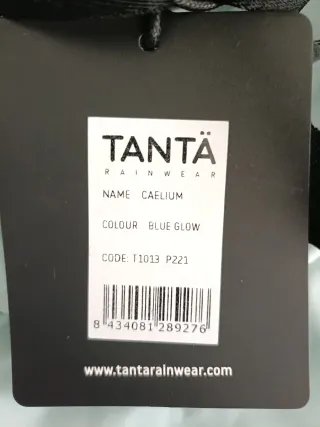 TANTÄ
RAINWEAR
NAME CAELIUM
COLOUR BLUE GLOW
CODE: T1013 P221
8 434081 289276
www.tantarainwear.com